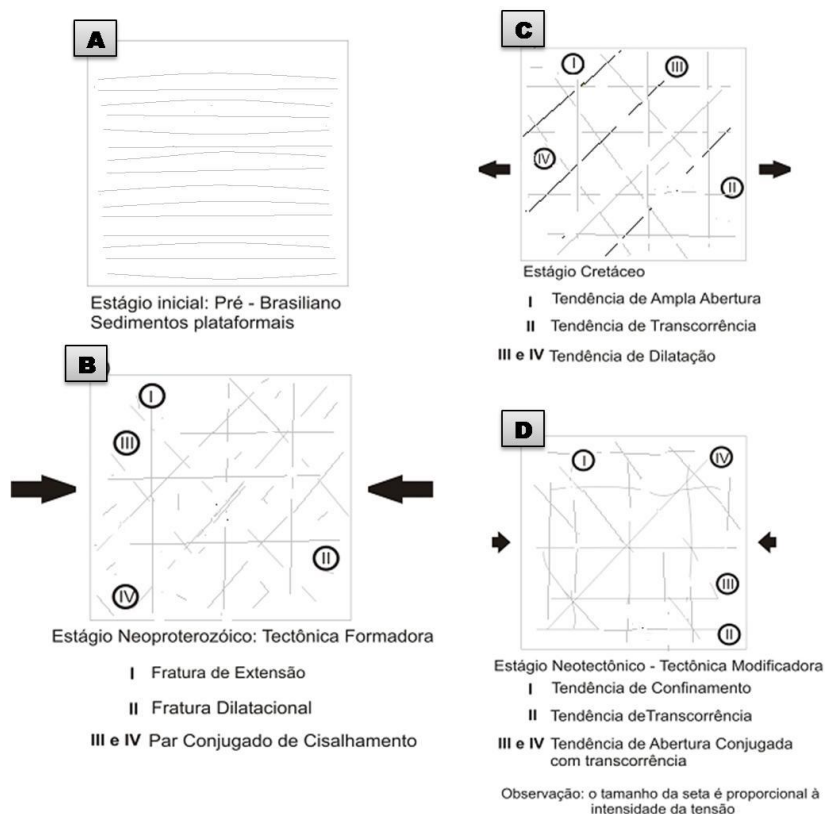 A
Estágio inicial: Pré - Brasiliano
Sedimentos plataformais
B
I
III
II
IV
Estágio Neoproterozóico: Tectônica Formadora
I Fratura de Extensão
II Fratura Dilatacional
III e IV Par Conjugado de Cisalhamento
C
I
III
IV
II
Estágio Cretáceo
I Tendência de Ampla Abertura
II Tendência de Transcorrência
III e IV Tendência de Dilatação
D
I
IV
III
II
Estágio Neotectônico - Tectônica Modificadora
I Tendência de Confinamento
II Tendência deTranscorrência
III e IV Tendência de Abertura Conjugada
com transcorrência
Observação: o tamanho da seta é proporcional à
intensidade da tensão